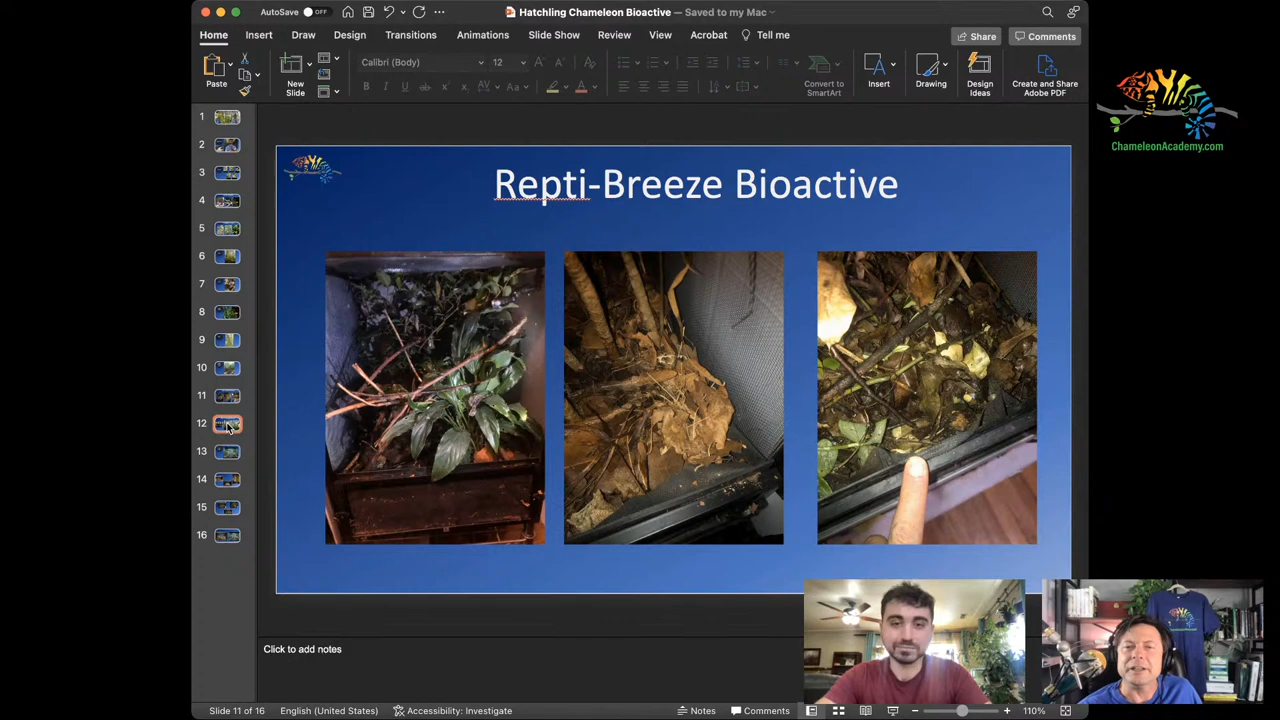 AutoSave OFF
Hatchling Chameleon Bioactive — Saved to my Mac
Home Insert Draw Design Transitions Animations Slide Show Review View Acrobat Tell me
Share Comments
Paste
New Slide
Calibri (Body) 12
Convert to SmartArt
Insert
Drawing
Design Ideas
Create and Share Adobe PDF
ChameleonAcademy.com
1
2
3
4
5
6
7
8
9
10
11
12
13
14
15
16
Repti-Breeze Bioactive
Click to add notes
Slide 11 of 16 English (United States) Accessibility: Investigate Notes Comments 110%